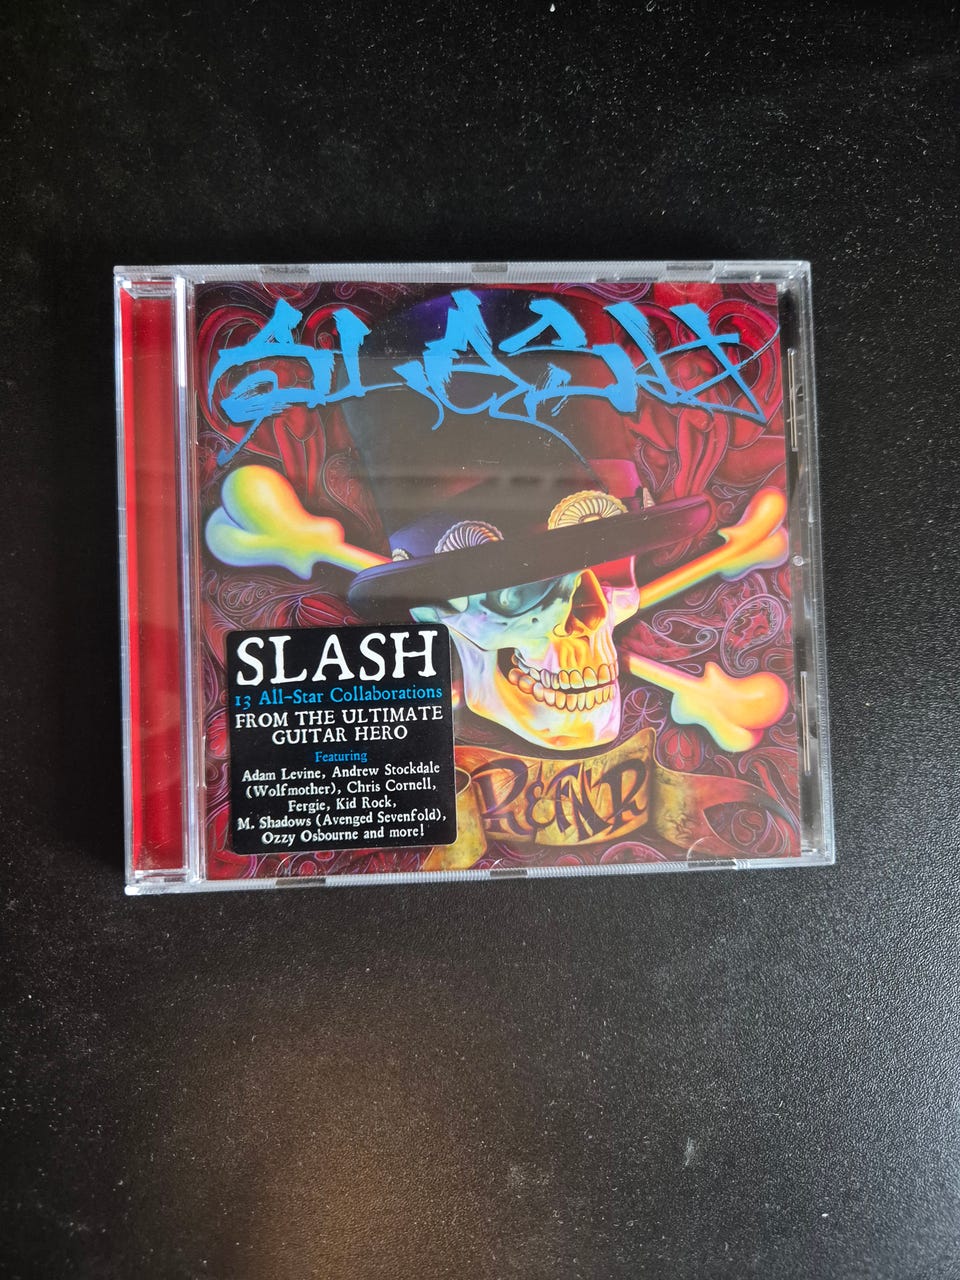 SLASH
SLASH
13 All-Star Collaborations
FROM THE ULTIMATE
GUITAR HERO
Featuring
Adam Levine, Andrew Stockdale
(Wolfmother), Chris Cornell,
Fergie, Kid Rock,
M. Shadows (Avenged Sevenfold),
Ozzy Osbourne and more!
R&FN'R